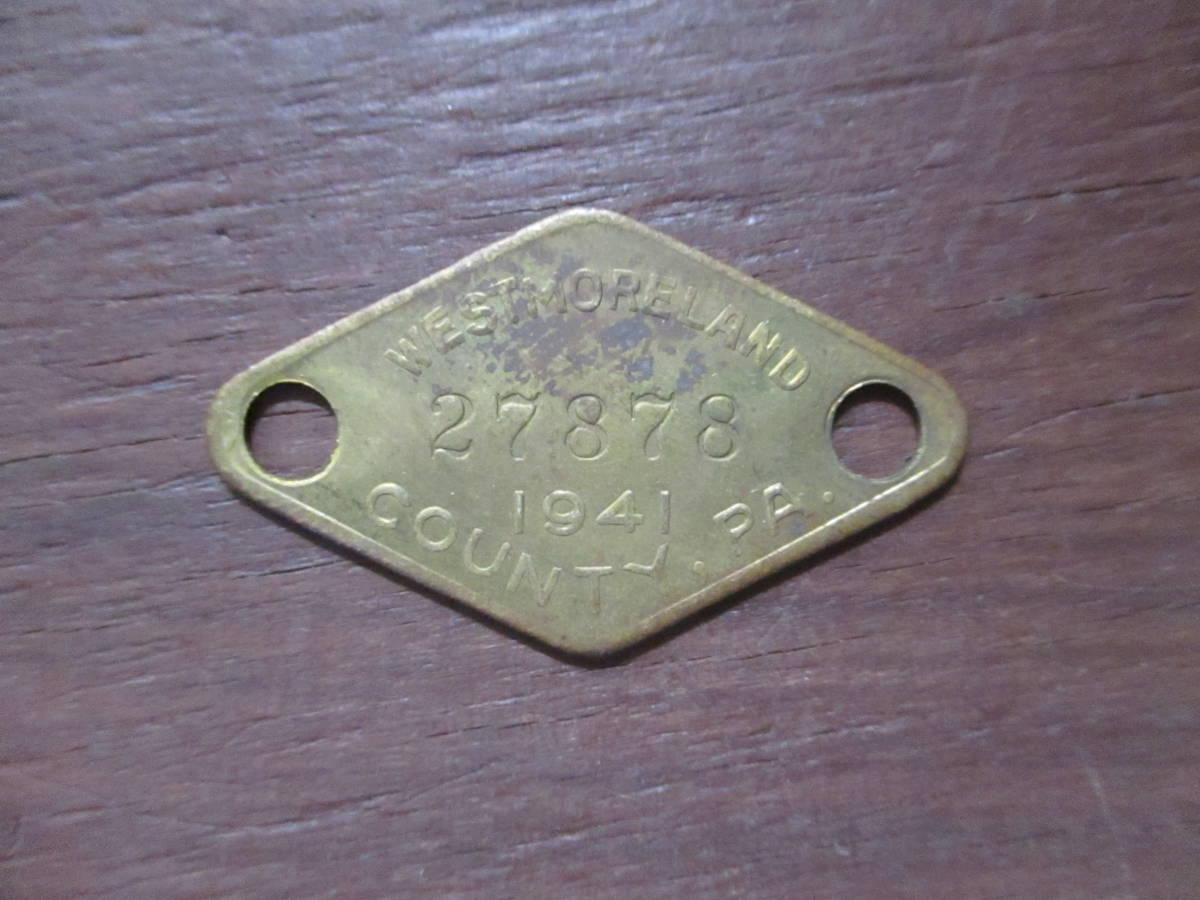 WESTMORELAND
27878
1941
COUNTY, PA.